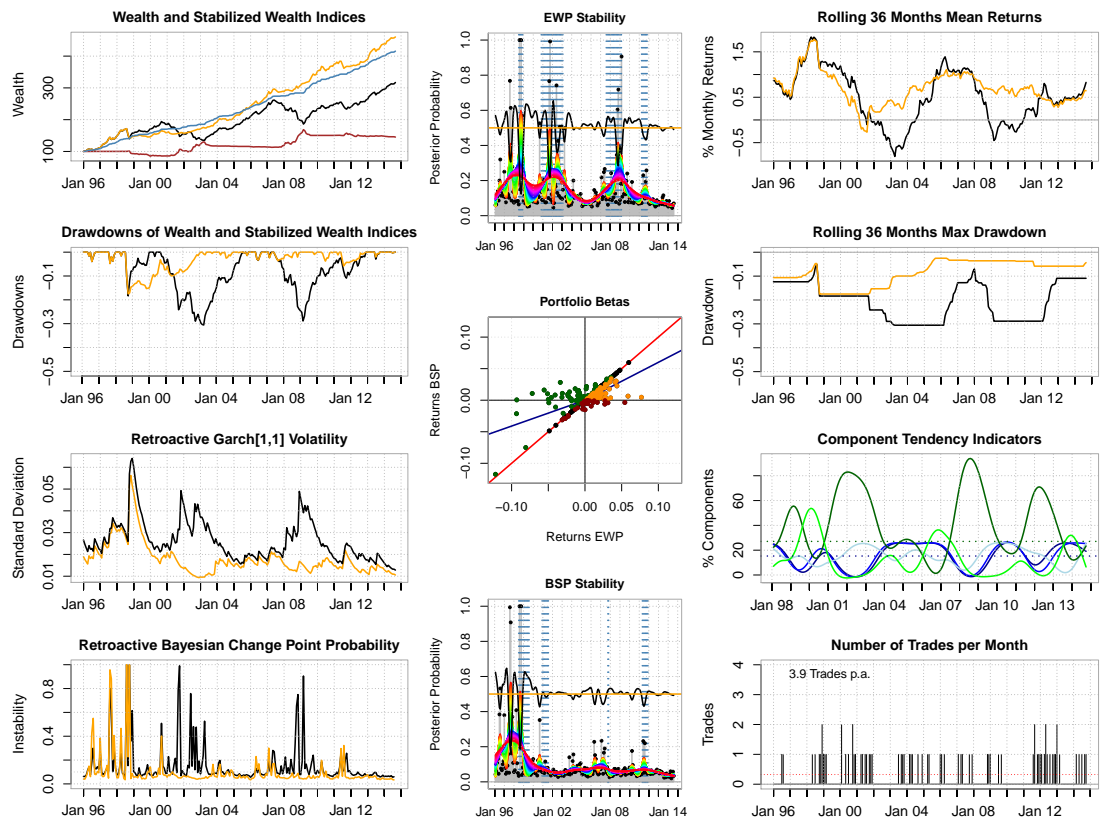 Wealth and Stabilized Wealth Indices
Wealth
300
100
Jan 96 Jan 00 Jan 04 Jan 08 Jan 12
EWP Stability
Posterior Probability
1.0
0.8
0.6
0.4
0.2
0.0
Jan 96 Jan 02 Jan 08 Jan 14
Rolling 36 Months Mean Returns
% Monthly Returns
1.5
0.5
−0.5
Jan 96 Jan 00 Jan 04 Jan 08 Jan 12
Drawdowns of Wealth and Stabilized Wealth Indices
Drawdowns
−0.1
−0.3
−0.5
Jan 96 Jan 00 Jan 04 Jan 08 Jan 12
Portfolio Betas
Returns BSP
0.10
0.00
−0.10
−0.10 0.00 0.05 0.10
Returns EWP
Rolling 36 Months Max Drawdown
Drawdown
−0.1
−0.3
−0.5
Jan 96 Jan 00 Jan 04 Jan 08 Jan 12
Retroactive Garch[1,1] Volatility
Standard Deviation
0.05
0.03
0.01
Jan 96 Jan 00 Jan 04 Jan 08 Jan 12
Component Tendency Indicators
% Components
60
20
0
Jan 98 Jan 01 Jan 04 Jan 07 Jan 10 Jan 13
Retroactive Bayesian Change Point Probability
Instability
0.8
0.4
0.0
Jan 96 Jan 00 Jan 04 Jan 08 Jan 12
BSP Stability
Posterior Probability
1.0
0.8
0.6
0.4
0.2
0.0
Jan 96 Jan 02 Jan 08 Jan 14
Number of Trades per Month
3.9 Trades p.a.
Trades
4
3
2
1
0
Jan 96 Jan 00 Jan 04 Jan 08 Jan 12